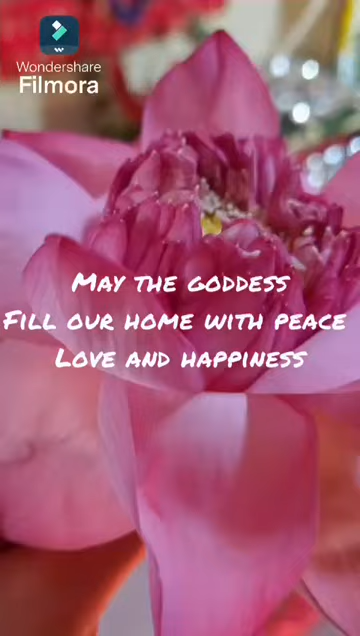 Wondershare
Filmora
May the goddess
Fill our home with peace
Love and happiness